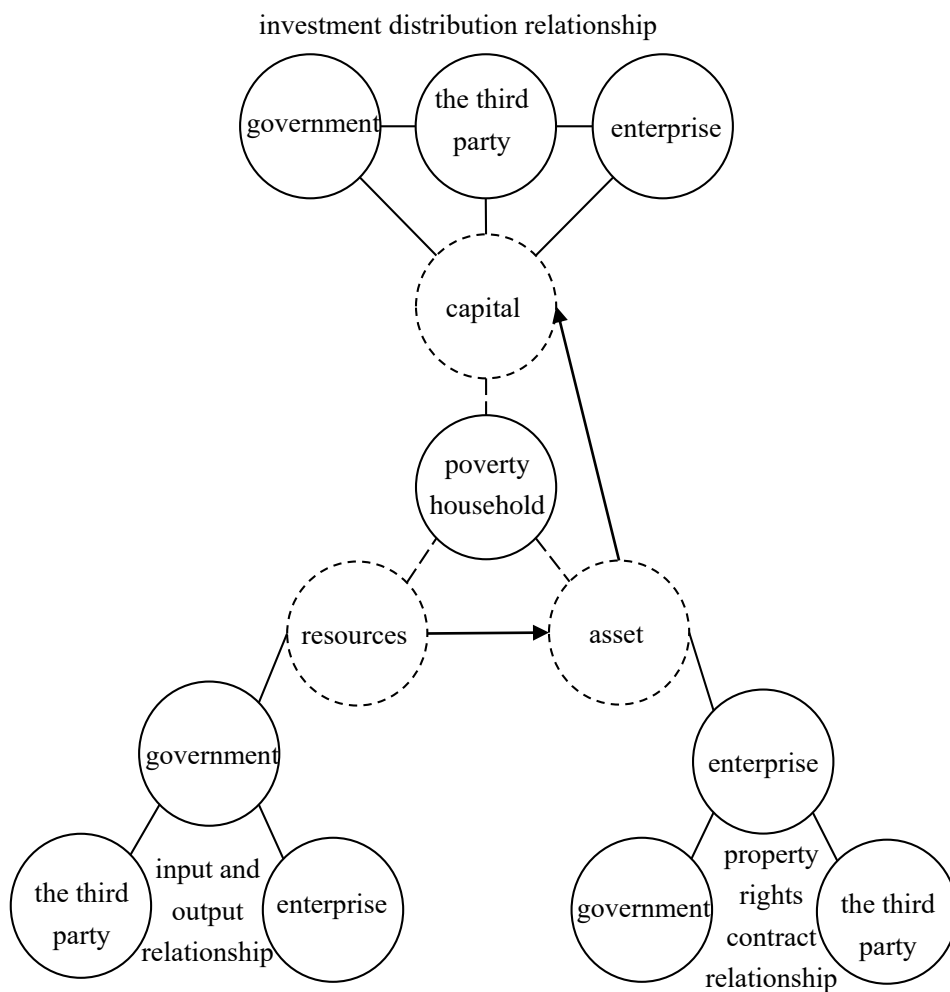 investment distribution relationship
government
the third
party
enterprise
capital
poverty
household
resources
asset
government
enterprise
the third
party
input and
output
relationship
enterprise
government
property
rights
contract
relationship
the third
party